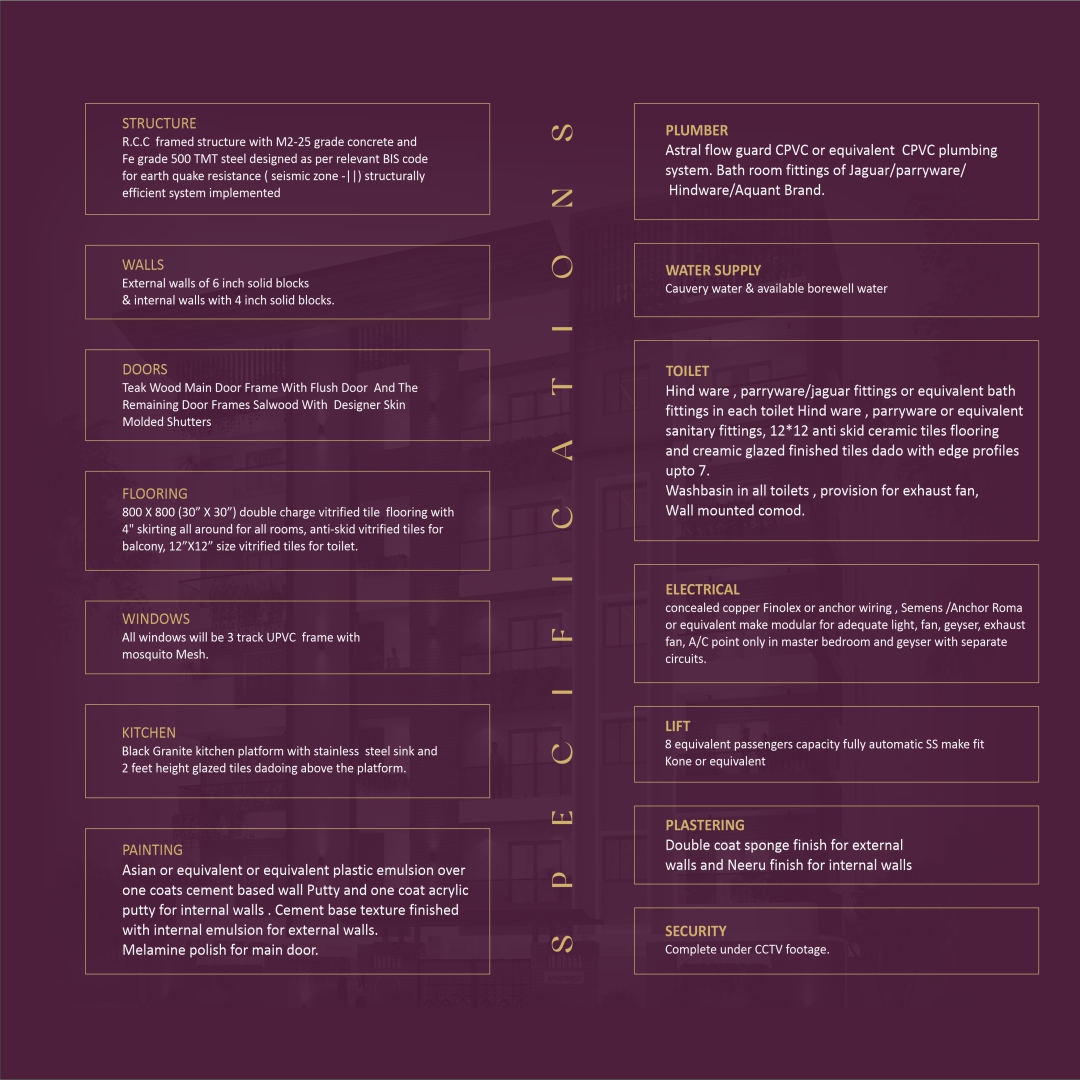 STRUCTURE
R.C.C framed structure with M2-25 grade concrete and
Fe grade 500 TMT steel designed as per relevant BIS code
for earth quake resistance ( seismic zone -||) structurally
efficient system implemented
WALLS
External walls of 6 inch solid blocks
& internal walls with 4 inch solid blocks.
DOORS
Teak Wood Main Door Frame With Flush Door And The
Remaining Door Frames Salwood With Designer Skin
Molded Shutters
FLOORING
800 X 800 (30” X 30”) double charge vitrified tile flooring with
4" skirting all around for all rooms, anti-skid vitrified tiles for
balcony, 12”X12” size vitrified tiles for toilet.
WINDOWS
All windows will be 3 track UPVC frame with
mosquito Mesh.
KITCHEN
Black Granite kitchen platform with stainless steel sink and
2 feet height glazed tiles dadoing above the platform.
PAINTING
Asian or equivalent or equivalent plastic emulsion over
one coats cement based wall Putty and one coat acrylic
putty for internal walls . Cement base texture finished
with internal emulsion for external walls.
Melamine polish for main door.
SPECIFICATIONS
PLUMBER
Astral flow guard CPVC or equivalent CPVC plumbing
system. Bath room fittings of Jaguar/parryware/
Hindware/Aquant Brand.
WATER SUPPLY
Cauvery water & available borewell water
TOILET
Hind ware , parryware/jaguar fittings or equivalent bath
fittings in each toilet Hind ware , parryware or equivalent
sanitary fittings, 12*12 anti skid ceramic tiles flooring
and creamic glazed finished tiles dado with edge profiles
upto 7.
Washbasin in all toilets , provision for exhaust fan,
Wall mounted comod.
ELECTRICAL
concealed copper Finolex or anchor wiring , Semens /Anchor Roma
or equivalent make modular for adequate light, fan, geyser, exhaust
fan, A/C point only in master bedroom and geyser with separate
circuits.
LIFT
8 equivalent passengers capacity fully automatic SS make fit
Kone or equivalent
PLASTERING
Double coat sponge finish for external
walls and Neeru finish for internal walls
SECURITY
Complete under CCTV footage.